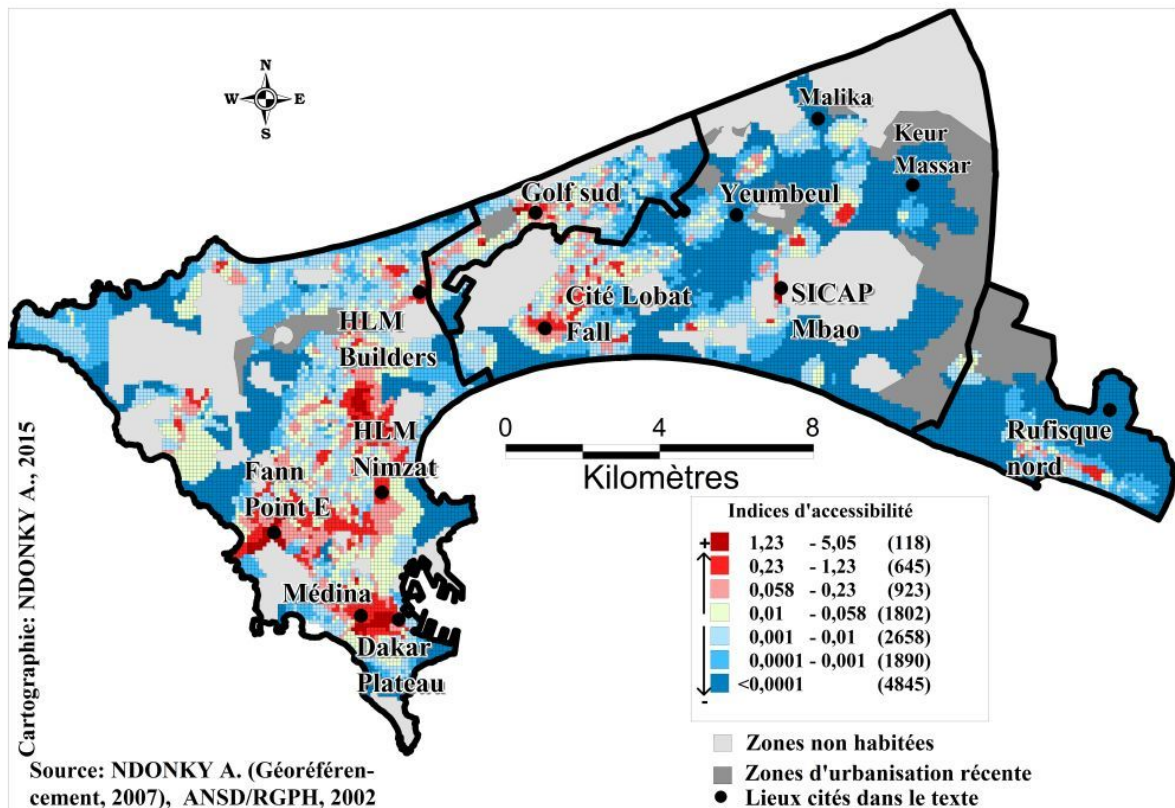 N
W E
S
Malika
Keur
Massar
Golf sud
Yeumbeul
Cité Lobat
Fall
SICAP
Mbao
HLM
Builders
HLM
Nimzat
Fann
Point E
Médina
Dakar
Plateau
Rufisque
nord
0 4 8
Kilomètres
Indices d'accessibilité
+ 1,23 - 5,05 (118)
0,23 - 1,23 (645)
0,058 - 0,23 (923)
0,01 - 0,058 (1802)
0,001 - 0,01 (2658)
0,0001 - 0,001 (1890)
- <0,0001 (4845)
Zones non habitées
Zones d'urbanisation récente
Lieux cités dans le texte
Cartographie: NDONKY A., 2015
Source: NDONKY A. (Géoréféren-
cement, 2007), ANSD/RGPH, 2002